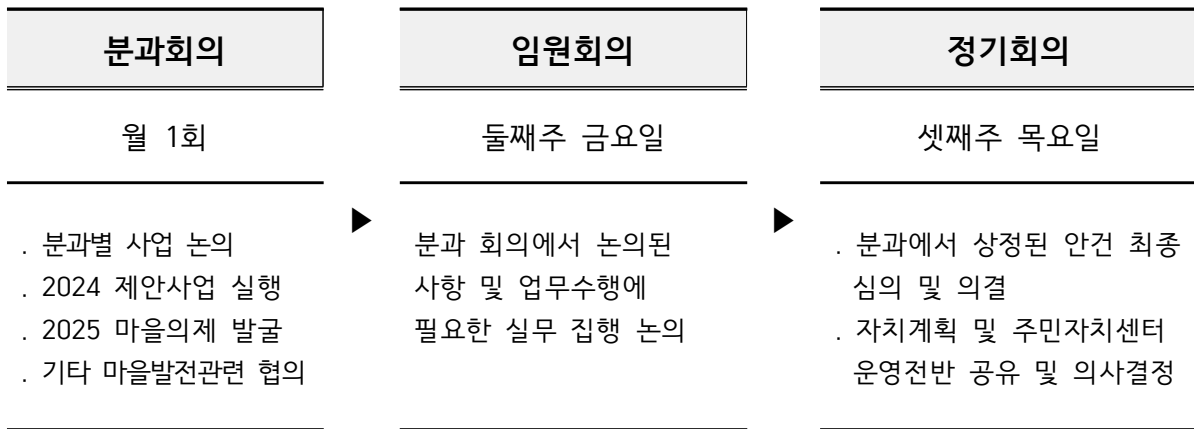 분과회의
월 1회
. 분과별 사업 논의
. 2024 제안사업 실행
. 2025 마을의제 발굴
. 기타 마을발전관련 협의
▶
임원회의
둘째주 금요일
분과 회의에서 논의된
사항 및 업무수행에
필요한 실무 집행 논의
▶
정기회의
셋째주 목요일
. 분과에서 상정된 안건 최종
심의 및 의결
. 자치계획 및 주민자치센터
운영전반 공유 및 의사결정